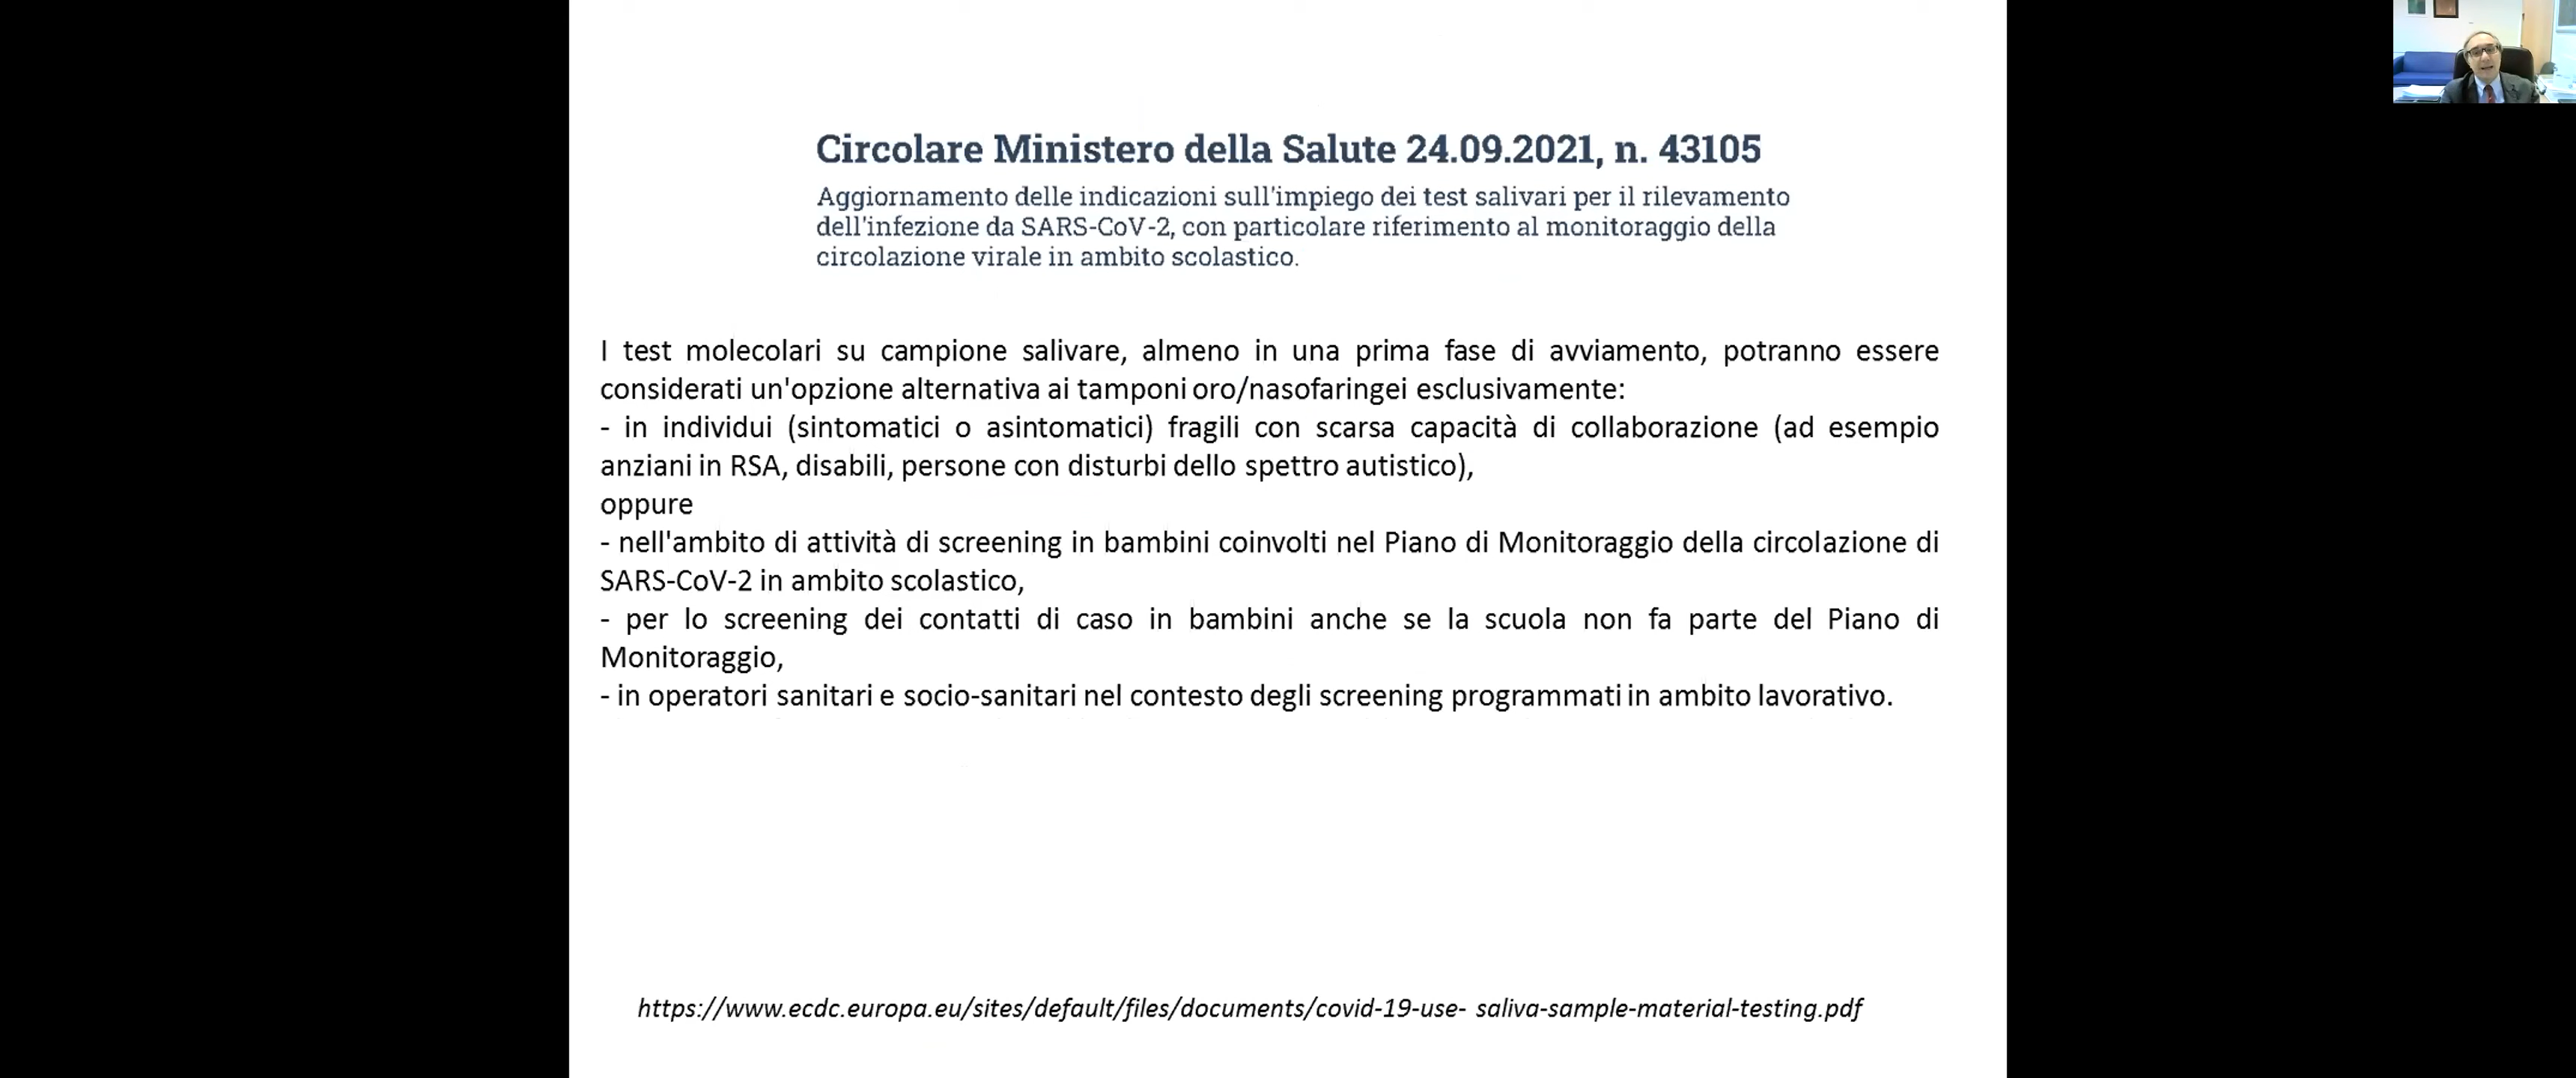 Circolare Ministero della Salute 24.09.2021, n. 43105
Aggiornamento delle indicazioni sull'impiego dei test salivari per il rilevamento
dell'infezione da SARS-CoV-2, con particolare riferimento al monitoraggio della
circolazione virale in ambito scolastico.
I test molecolari su campione salivare, almeno in una prima fase di avviamento, potranno essere
considerati un'opzione alternativa ai tamponi oro/nasofaringei esclusivamente:
- in individui (sintomatici o asintomatici) fragili con scarsa capacità di collaborazione (ad esempio
anziani in RSA, disabili, persone con disturbi dello spettro autistico),
oppure
- nell'ambito di attività di screening in bambini coinvolti nel Piano di Monitoraggio della circolazione di
SARS-CoV-2 in ambito scolastico,
- per lo screening dei contatti di caso in bambini anche se la scuola non fa parte del Piano di
Monitoraggio,
- in operatori sanitari e socio-sanitari nel contesto degli screening programmati in ambito lavorativo.
https://www.ecdc.europa.eu/sites/default/files/documents/covid-19-use- saliva-sample-material-testing.pdf